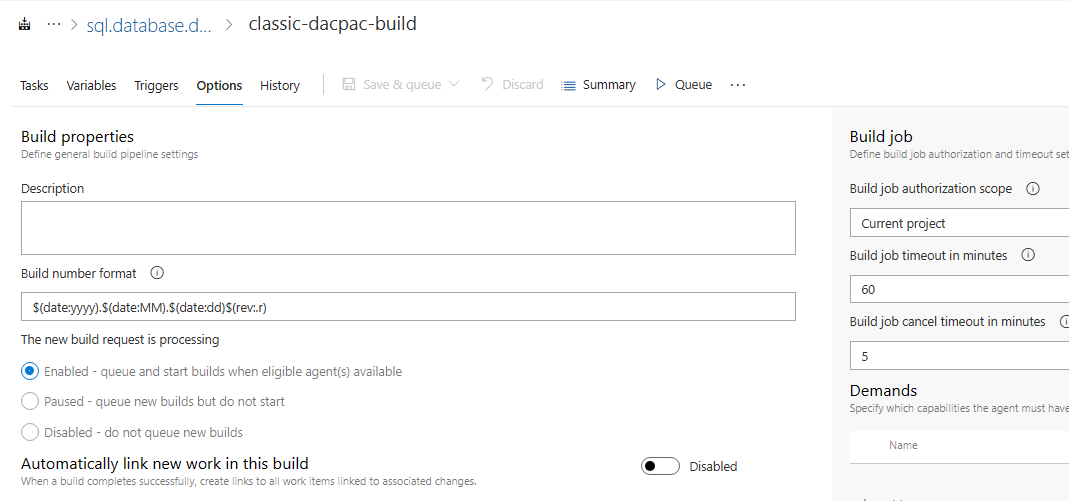 ... > sql.database.d... > classic-dacpac-build
Tasks Variables Triggers Options History Save & queue Discard Summary Queue ...
Build properties
Define general build pipeline settings
Description
Build number format
$(date:yyyy).$(date:MM).$(date:dd)$(rev:.r)
The new build request is processing
Enabled - queue and start builds when eligible agent(s) available
Paused - queue new builds but do not start
Disabled - do not queue new builds
Automatically link new work in this build
Disabled
When a build completes successfully, create links to all work items linked to associated changes.
Build job
Define build job authorization and timeout set
Build job authorization scope
Current project
Build job timeout in minutes
60
Build job cancel timeout in minutes
5
Demands
Specify which capabilities the agent must have
Name